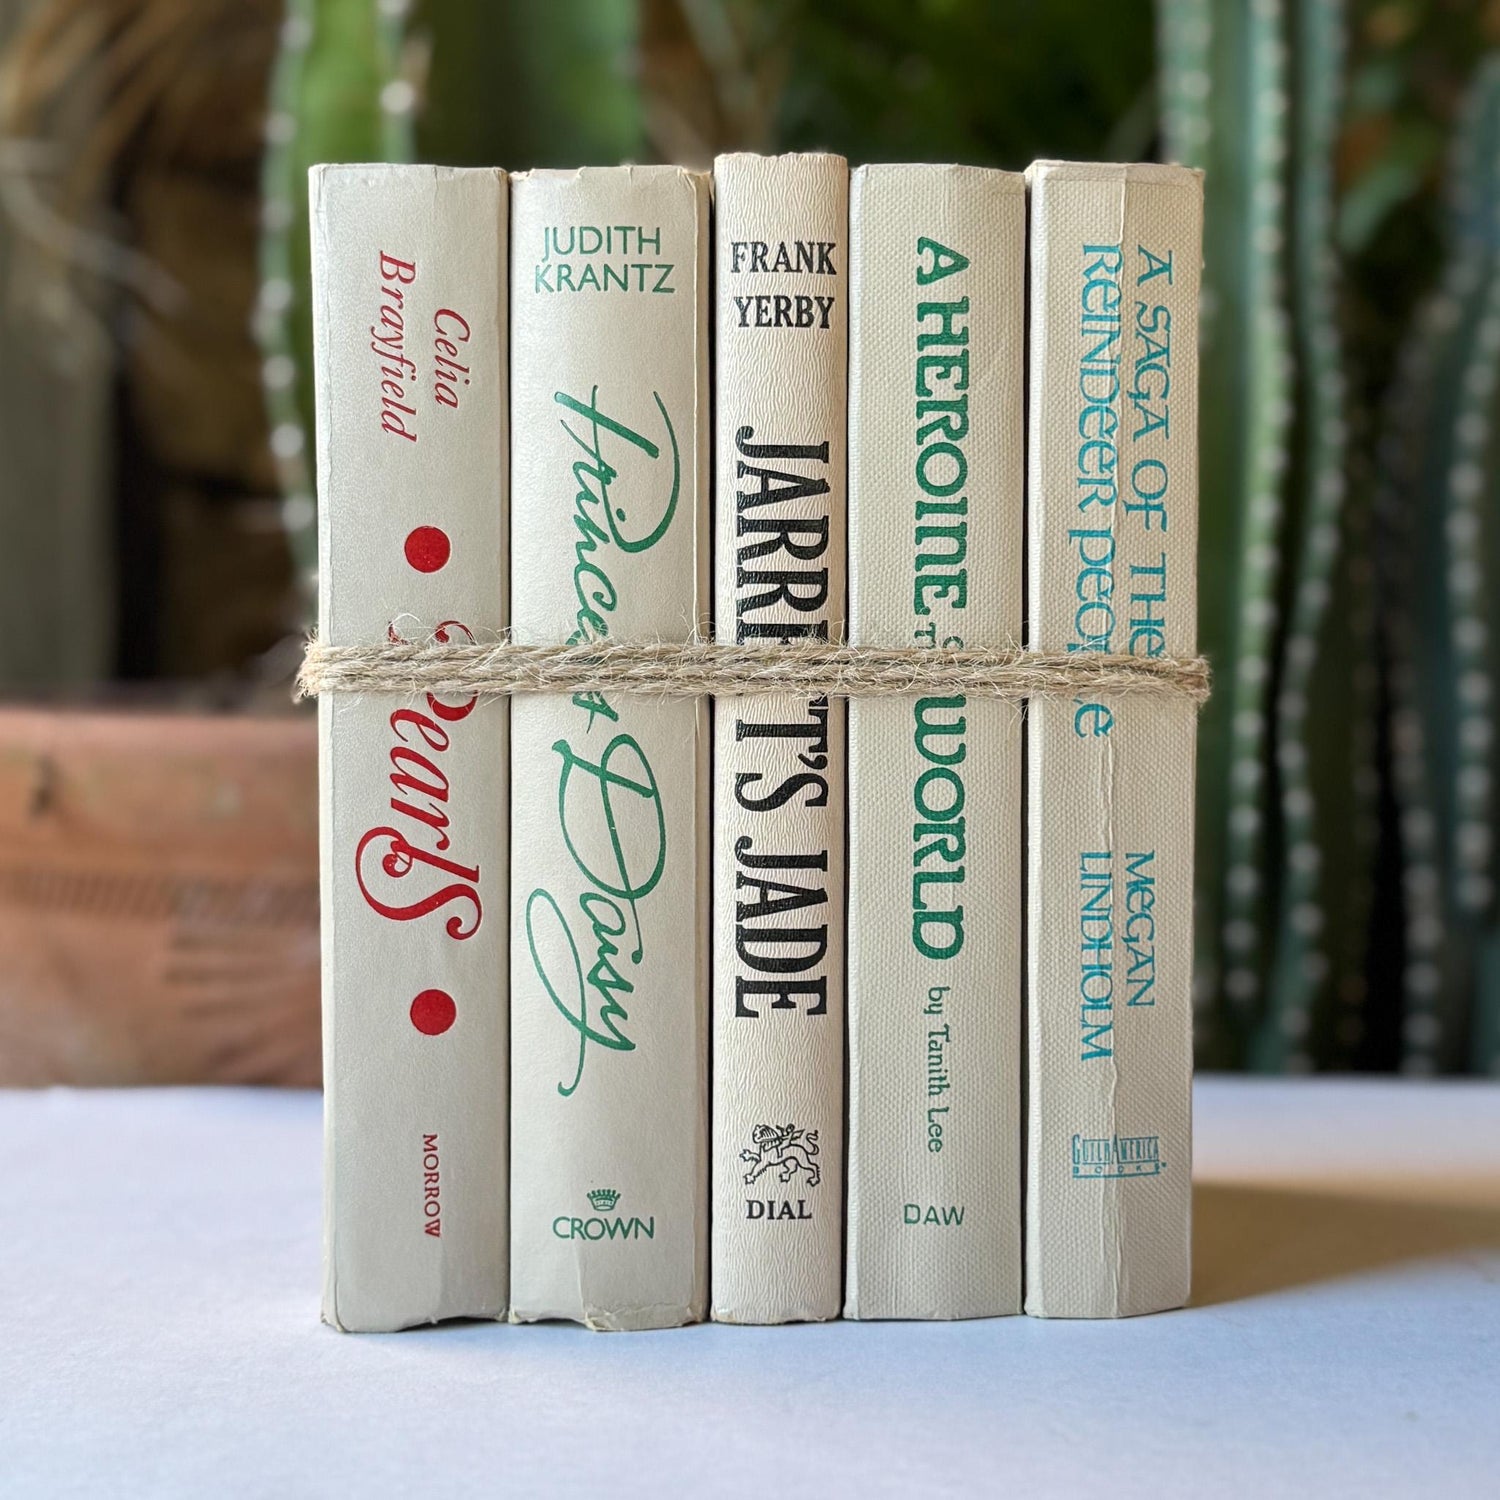 Celia
Brayfield
Pearls
MORROW
JUDITH
KRANTZ
Princess Daisy
CROWN
FRANK
YERBY
JARRETT'S JADE
DIAL
A HEROINE
WORLD
by Tanith Lee
DAW
A SAGA OF THE
REINDEER PEOPLE
MEGAN
LINDHOLM
GUILDAMERICA
BOOKS